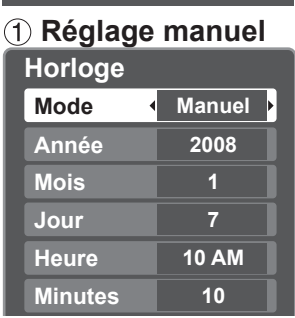 ① Réglage manuel
Horloge
Mode Manuel
Année 2008
Mois 1
Jour 7
Heure 10 AM
Minutes 10